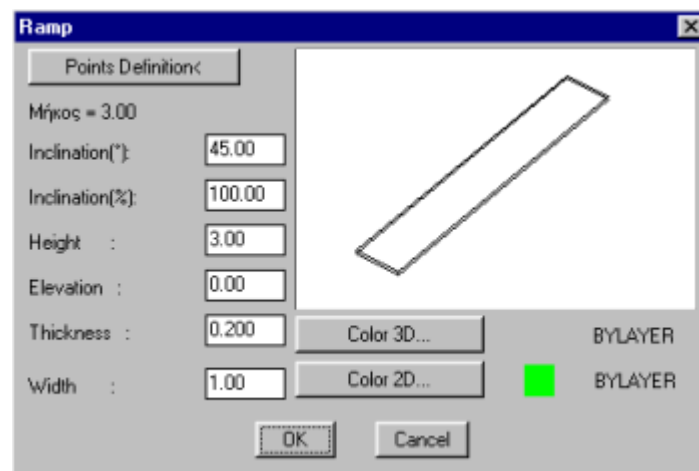 Ramp
Points Definition<
Μήκος = 3.00
Inclination(°): 45.00
Inclination(%): 100.00
Height : 3.00
Elevation : 0.00
Thickness : 0.200
Width : 1.00
Color 3D... BYLAYER
Color 2D... BYLAYER
OK Cancel